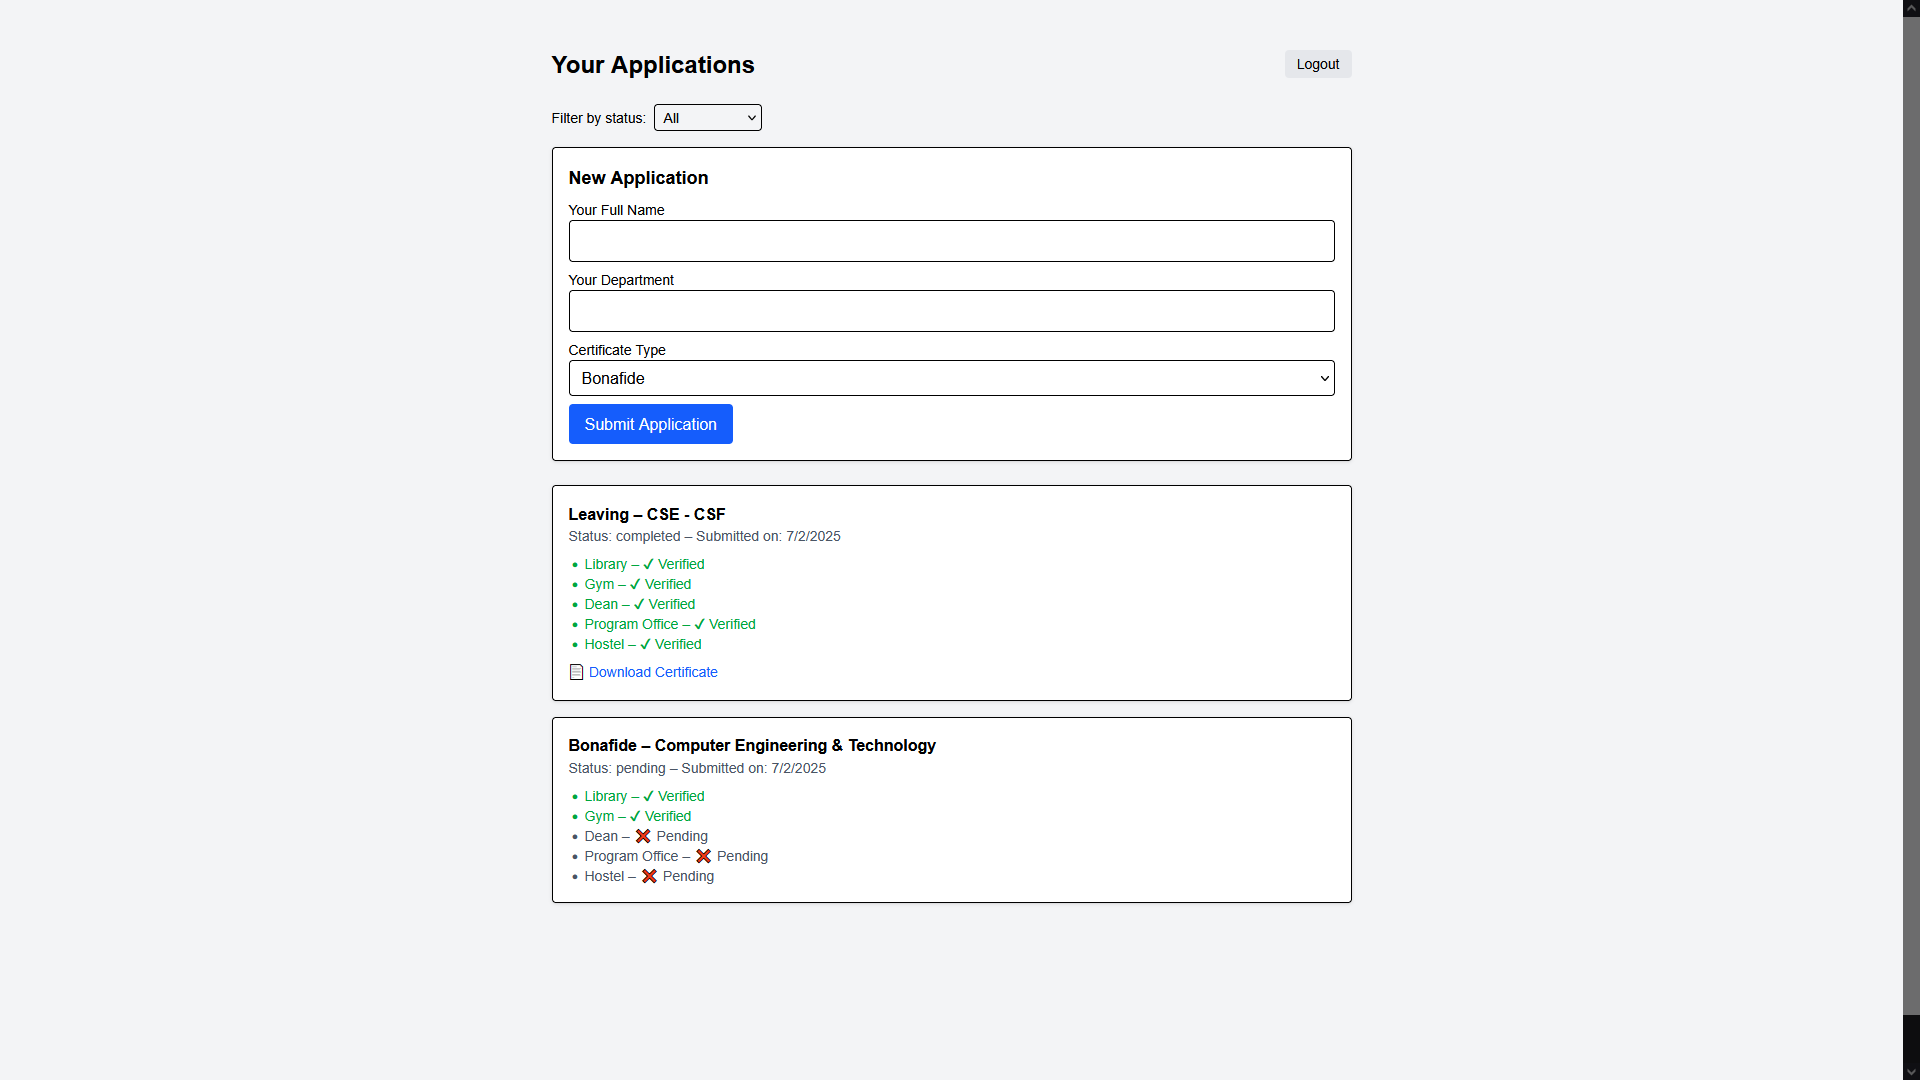 Your Applications
Logout
Filter by status: All
New Application
Your Full Name
Your Department
Certificate Type
Bonafide
Submit Application
Leaving – CSE - CSF
Status: completed – Submitted on: 7/2/2025
• Library – ✓ Verified
• Gym – ✓ Verified
• Dean – ✓ Verified
• Program Office – ✓ Verified
• Hostel – ✓ Verified
📄 Download Certificate
Bonafide – Computer Engineering & Technology
Status: pending – Submitted on: 7/2/2025
• Library – ✓ Verified
• Gym – ✓ Verified
• Dean – ❌ Pending
• Program Office – ❌ Pending
• Hostel – ❌ Pending